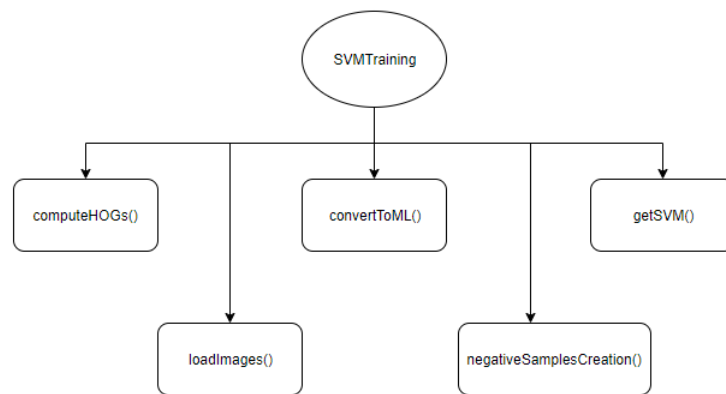 SVMTraining
computeHOGs()
convertToML()
getSVM()
loadImages()
negativeSamplesCreation()